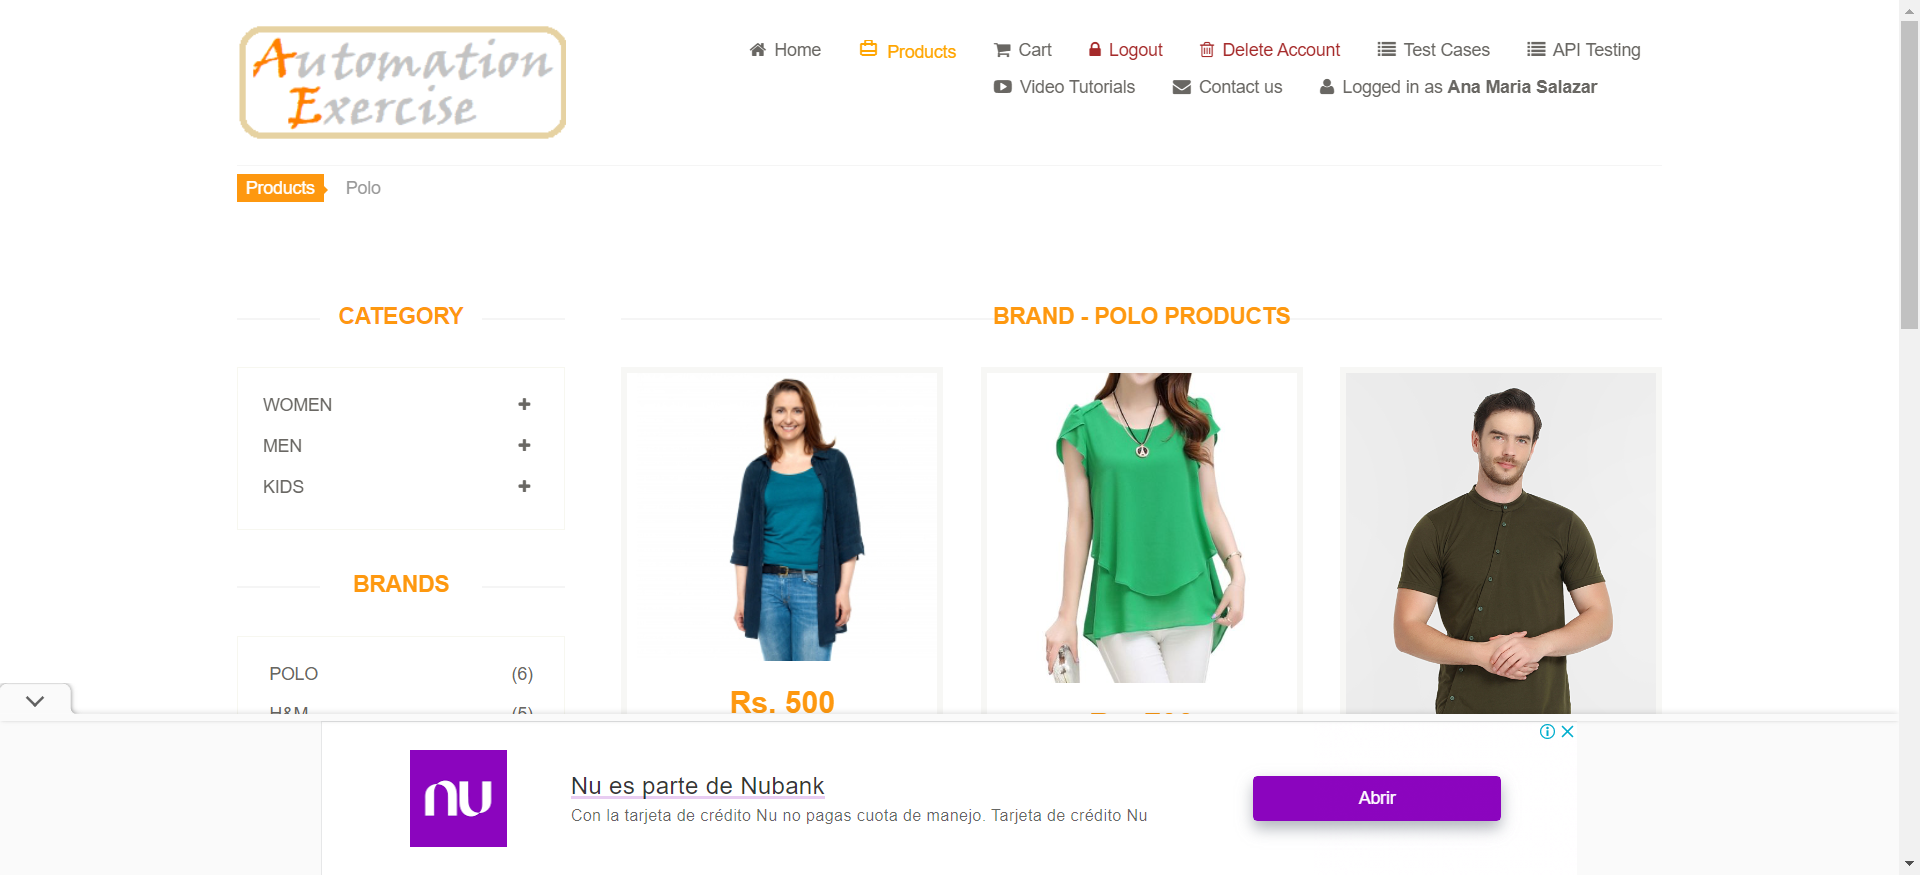 Automation
Exercise
Home
Products
Cart
Logout
Delete Account
Test Cases
API Testing
Video Tutorials
Contact us
Logged in as Ana Maria Salazar
Products
Polo
CATEGORY
WOMEN
MEN
KIDS
BRANDS
POLO (6)
H&M (5)
BRAND - POLO PRODUCTS
Rs. 500
nu
Nu es parte de Nubank
Con la tarjeta de crédito Nu no pagas cuota de manejo. Tarjeta de crédito Nu
Abrir